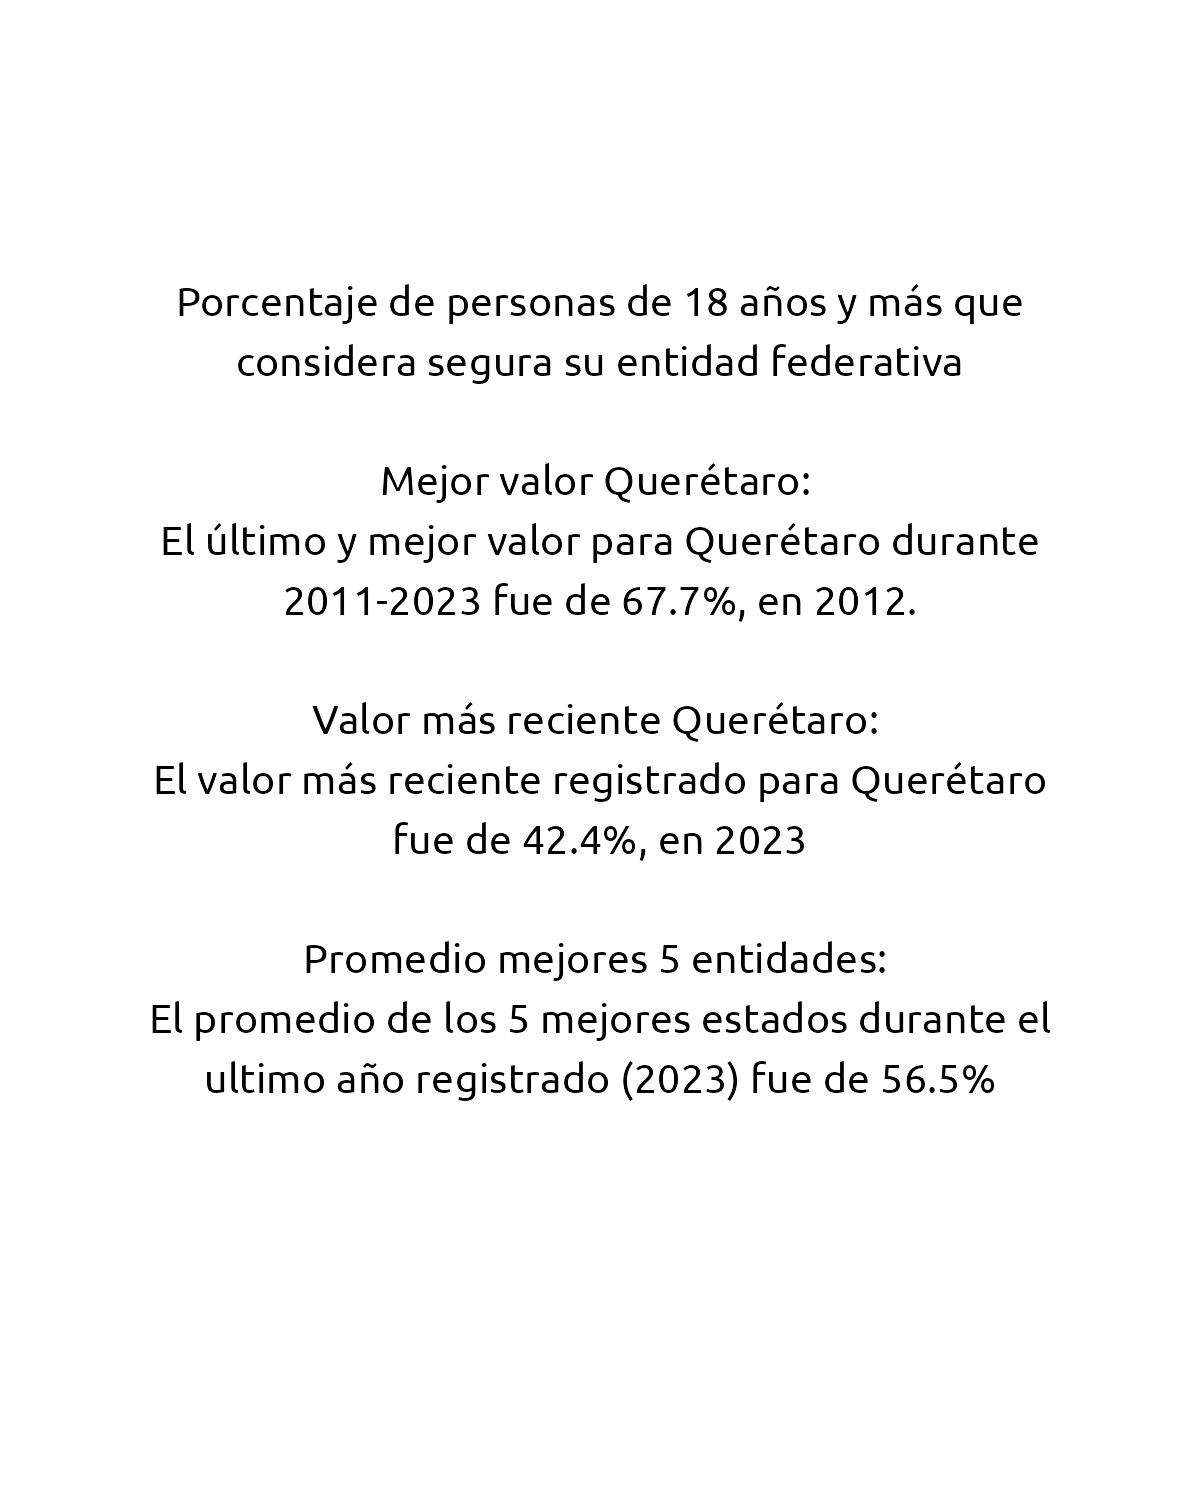 Porcentaje de personas de 18 años y más que
considera segura su entidad federativa
Mejor valor Querétaro:
El último y mejor valor para Querétaro durante
2011-2023 fue de 67.7%, en 2012.
Valor más reciente Querétaro:
El valor más reciente registrado para Querétaro
fue de 42.4%, en 2023
Promedio mejores 5 entidades:
El promedio de los 5 mejores estados durante el
ultimo año registrado (2023) fue de 56.5%